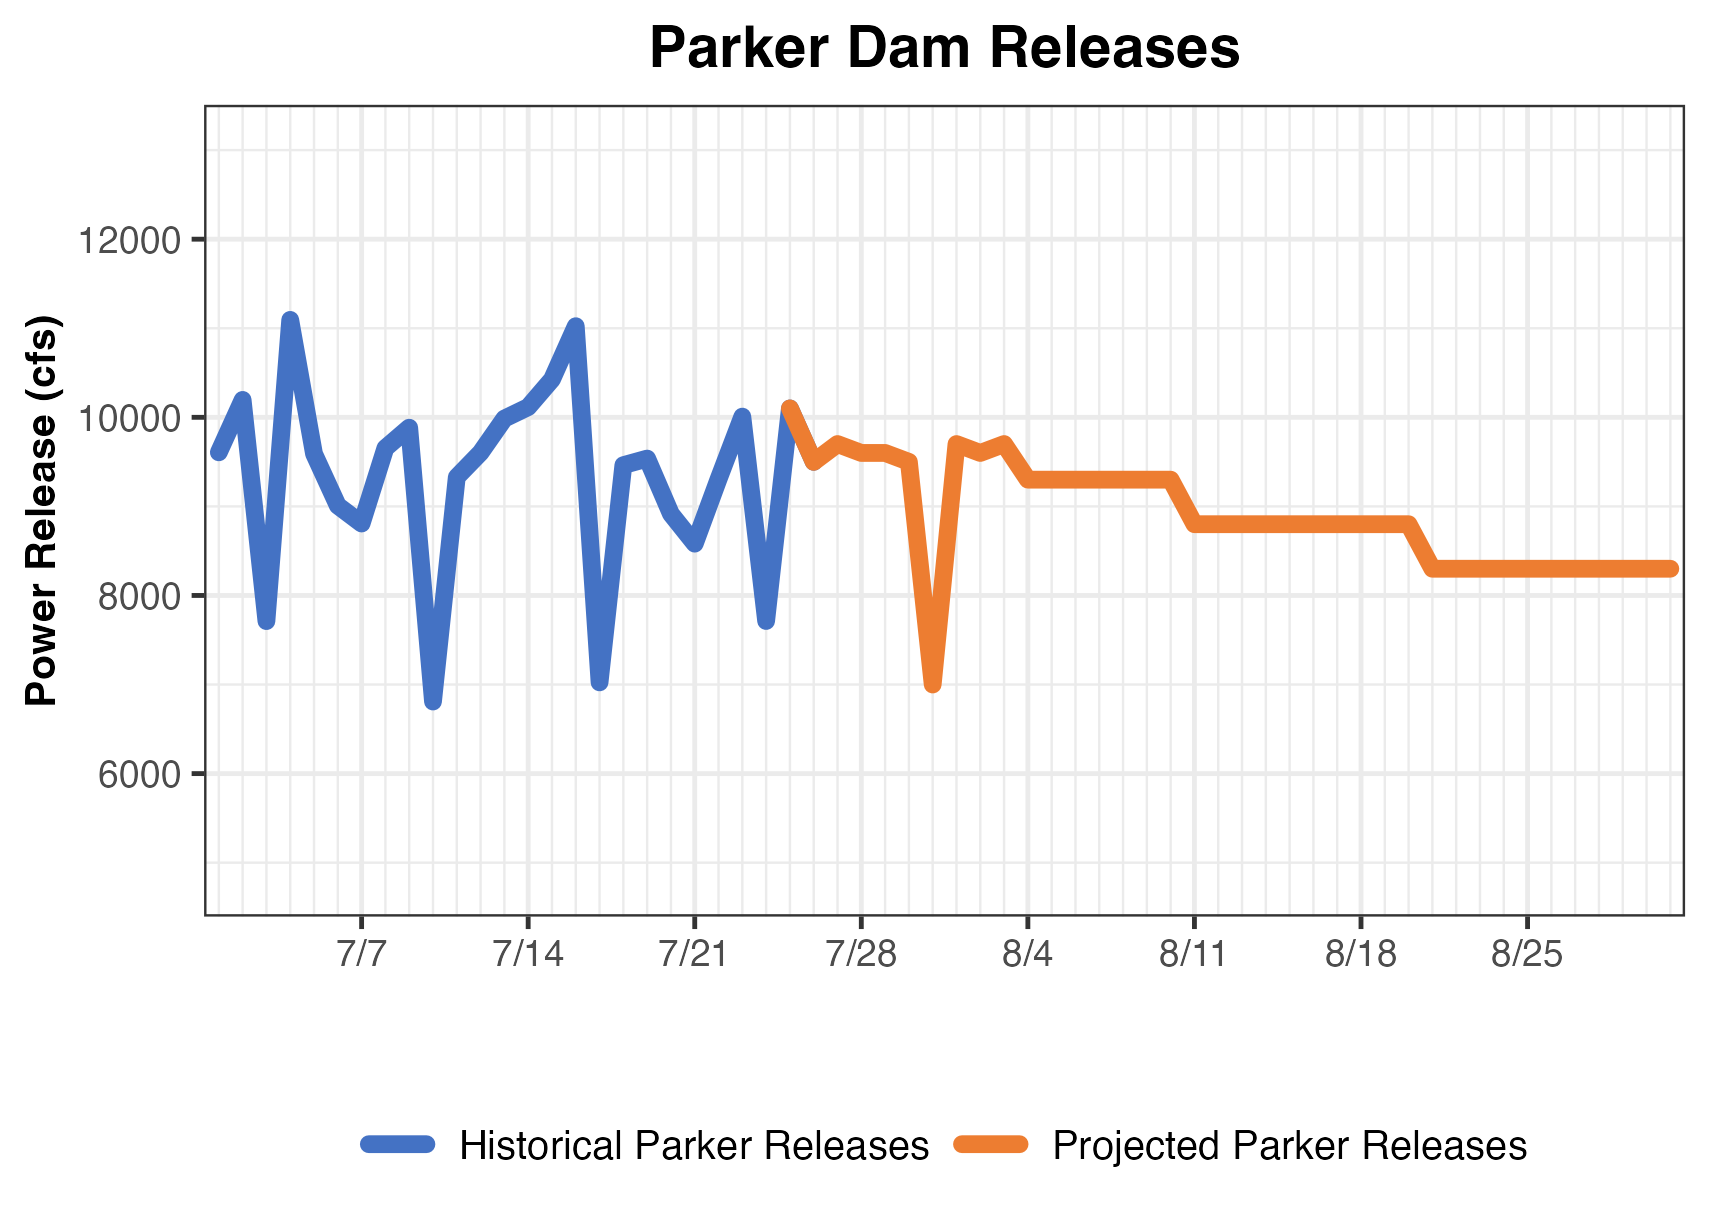 Parker Dam Releases
Power Release (cfs)
12000
10000
8000
6000
7/7 7/14 7/21 7/28 8/4 8/11 8/18 8/25
Historical Parker Releases Projected Parker Releases